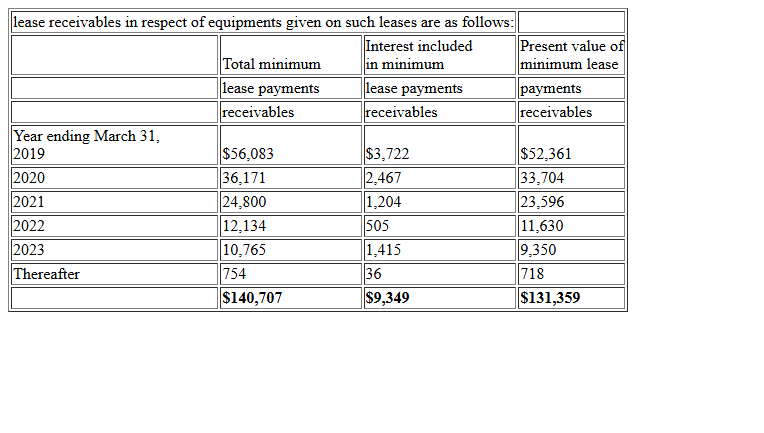 lease receivables in respect of equipments given on such leases are as follows:
Total minimum Interest included in minimum Present value of minimum lease
lease payments lease payments payments
receivables receivables receivables
Year ending March 31,
2019 $56,083 $3,722 $52,361
2020 36,171 2,467 33,704
2021 24,800 1,204 23,596
2022 12,134 505 11,630
2023 10,765 1,415 9,350
Thereafter 754 36 718
$140,707 $9,349 $131,359